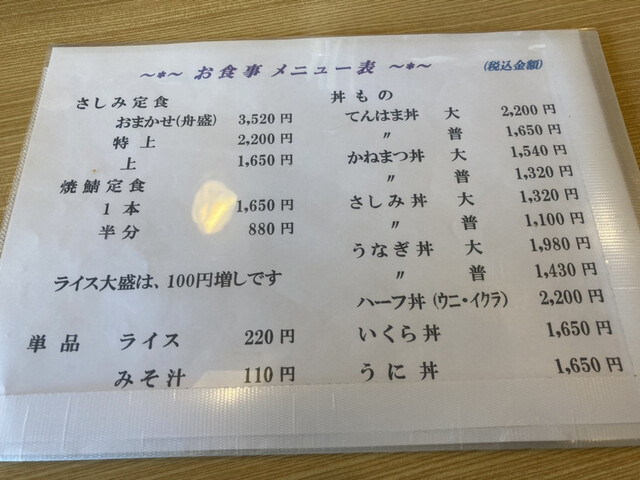 ～*～ お食事 メニュー表 ～*～ (税込金額)
さしみ定食
おまかせ(舟盛) 3,520円
特上 2,200円
上 1,650円
焼鯖定食
1本 1,650円
半分 880円
ライス大盛は、100円増しです
単品 ライス 220円
みそ汁 110円
丼もの
てんはま丼 大 2,200円
〃 普 1,650円
かねまつ丼 大 1,540円
〃 普 1,320円
さしみ丼 大 1,320円
〃 普 1,100円
うなぎ丼 大 1,980円
〃 普 1,430円
ハーフ丼(ウニ・イクラ) 2,200円
いくら丼 1,650円
うに丼 1,650円